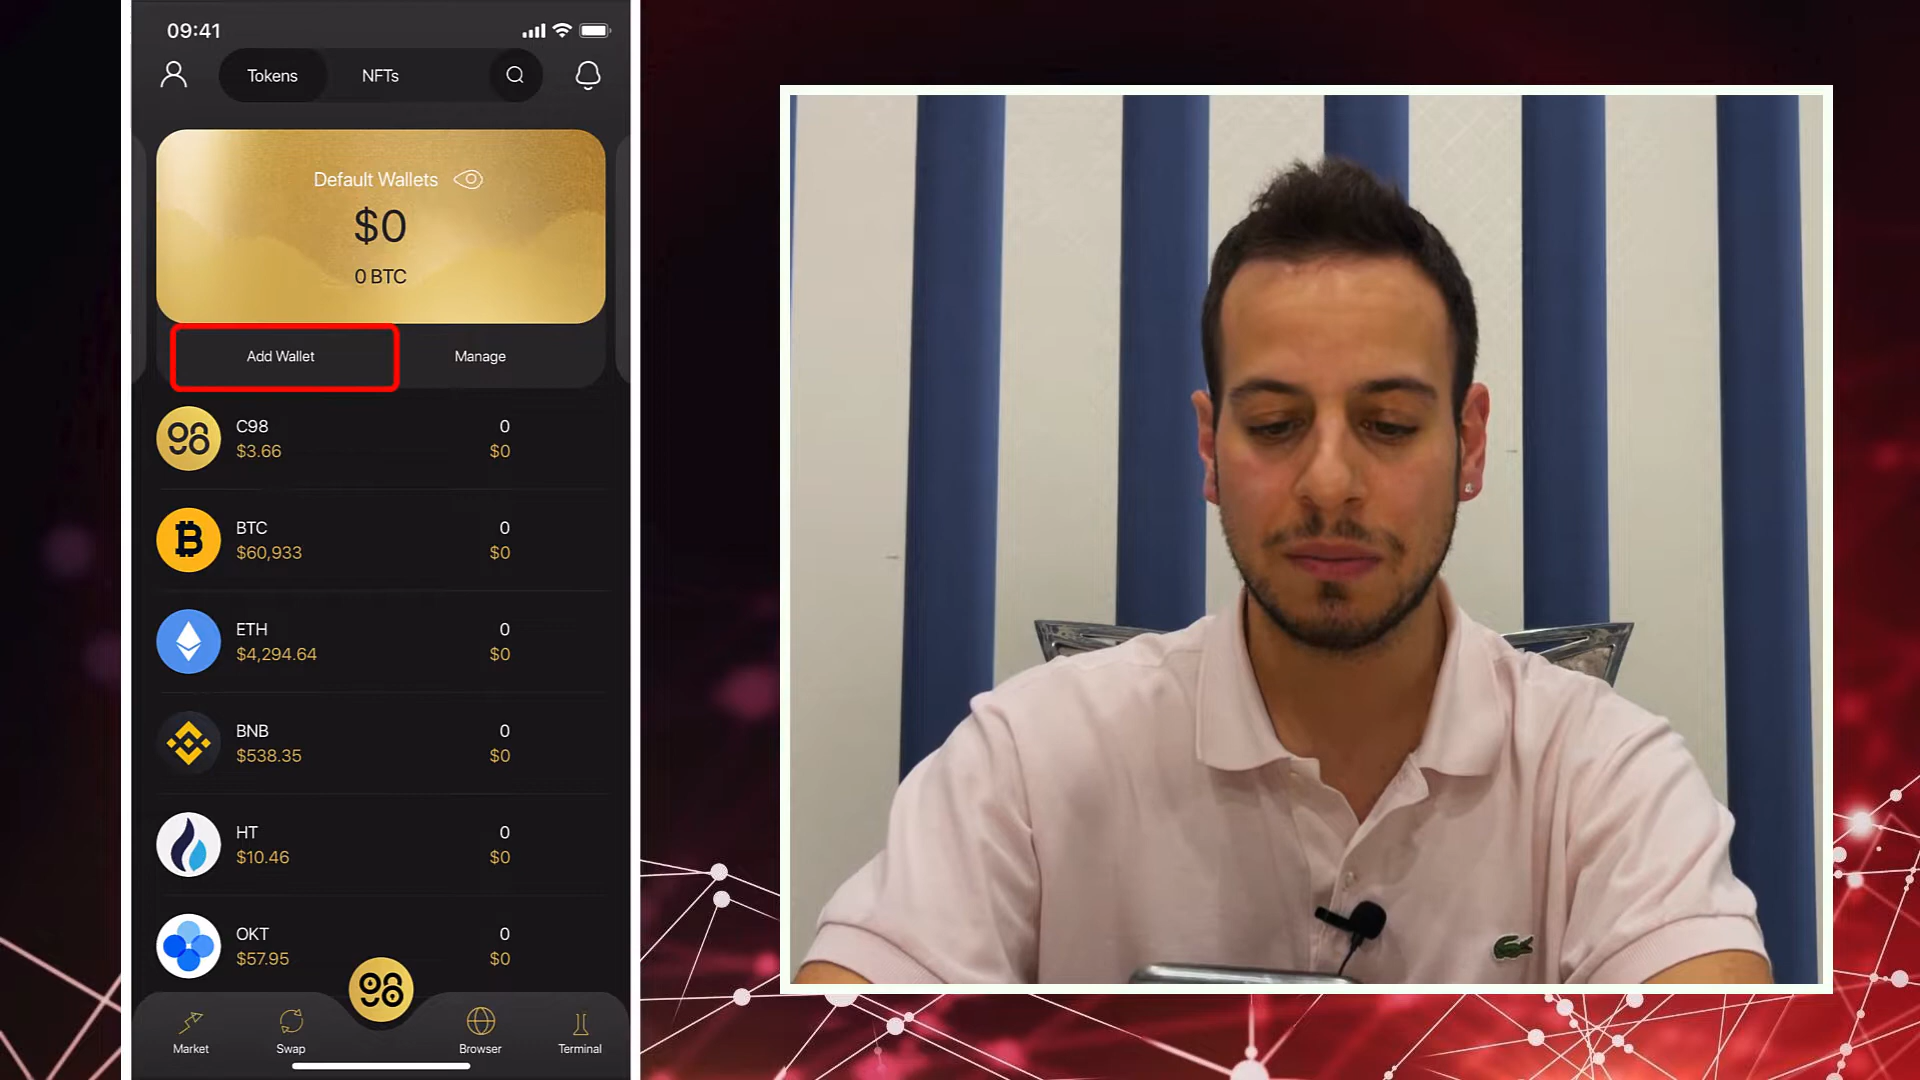 09:41
Tokens
NFTs
Default Wallets
$0
0 BTC
Add Wallet
Manage
C98
0
$3.66
$0
BTC
0
$60,933
$0
ETH
0
$4,294.64
$0
BNB
0
$538.35
$0
HT
0
$10.46
$0
OKT
0
$57.95
$0
Market
Swap
Browser
Terminal